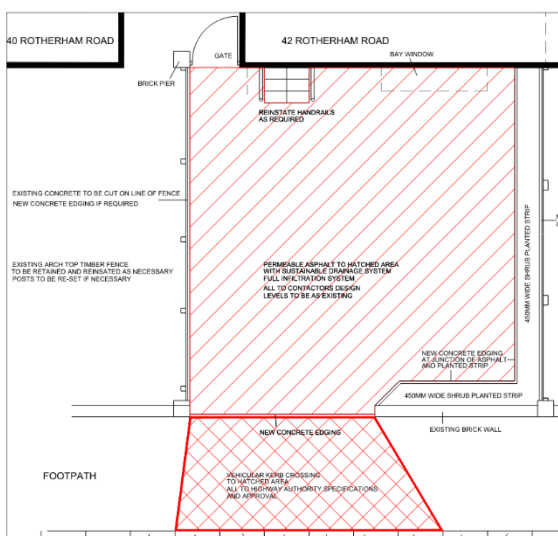 40 ROTHERHAM ROAD
42 ROTHERHAM ROAD
GATE
BAY WINDOW
BRICK PIER
REINSTATE HANDRAILS
AS REQUIRED
EXISTING CONCRETE TO BE CUT ON LINE OF FENCE
NEW CONCRETE EDGING IF REQUIRED
EXISTING ARCH TOP TIMBER FENCE
TO BE RETAINED AND REINSATED AS NECESSARY
POSTS TO BE RE-SET IF NECESSARY
PERMEABLE ASPHALT TO HATCHED AREA
WITH SUSTAINABLE DRAINAGE SYSTEM
FULL INFILTRATION SYSTEM
ALL TO CONTACTORS DESIGN
LEVELS TO BE AS EXISTING
450MM WIDE SHRUB PLANTED STRIP
NEW CONCRETE EDGING
AT JUNCTION OF ASPHALT
AND PLANTED STRIP
450MM WIDE SHRUB PLANTED STRIP
NEW CONCRETE EDGING
EXISTING BRICK WALL
FOOTPATH
VEHICULAR KERB CROSSING
TO HATCHED AREA
ALL TO HIGHWAY AUTHORITY SPECIFICATIONS
AND APPROVAL